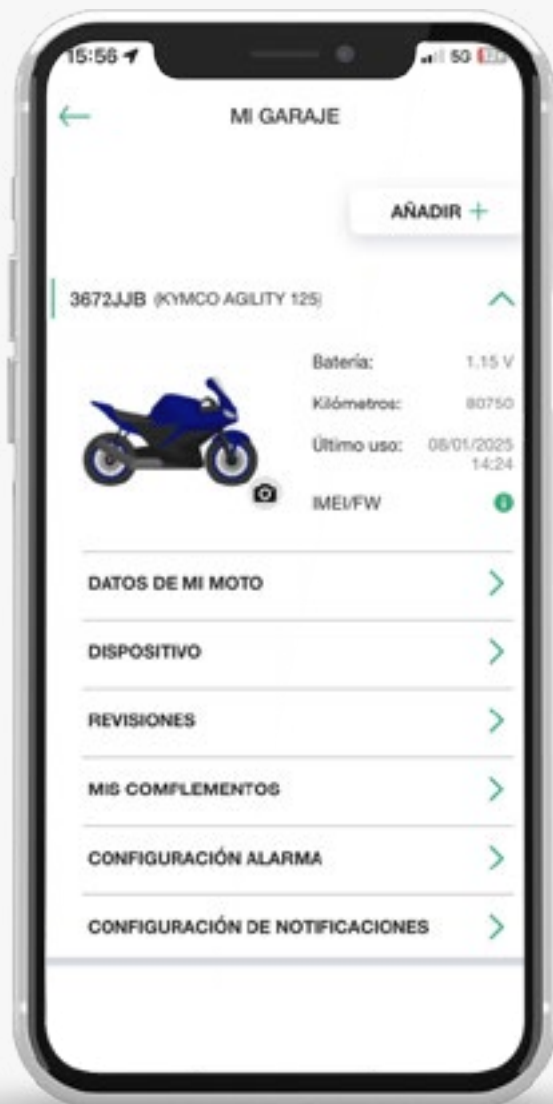 15:56
5G
MI GARAJE
AÑADIR +
3672JJB (KYMCO AGILITY 125)
Batería: 1.15 V
Kilómetros: 80750
Último uso: 08/01/2025
14:24
IMEI/FW
DATOS DE MI MOTO
DISPOSITIVO
REVISIONES
MIS COMPLEMENTOS
CONFIGURACIÓN ALARMA
CONFIGURACIÓN DE NOTIFICACIONES